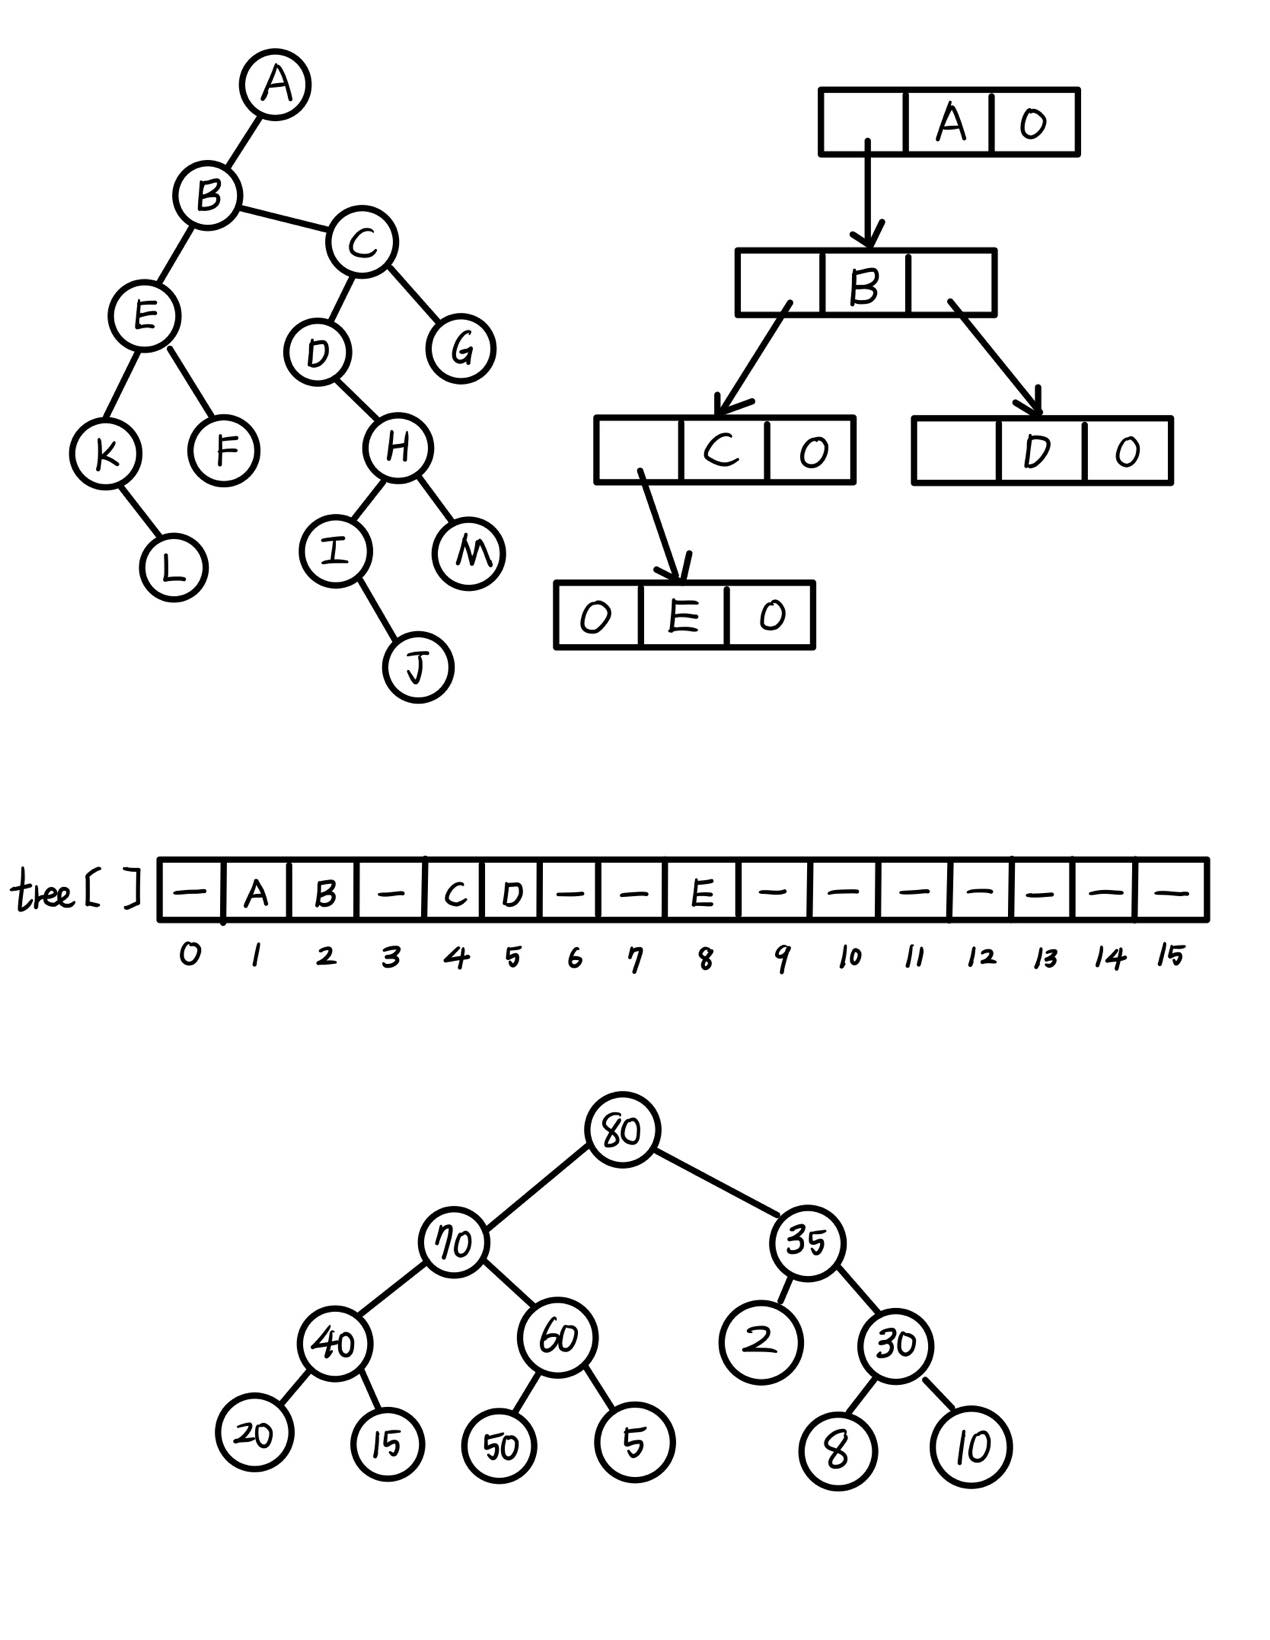 A
B
C
E
D
G
K
F
H
L
I
M
J
A 0
B
C 0
D 0
0 E 0
tree[ ] — A B — C D — — E — — — — — — —
0 1 2 3 4 5 6 7 8 9 10 11 12 13 14 15
80
70 35
40 60 2 30
20 15 50 5 8 10